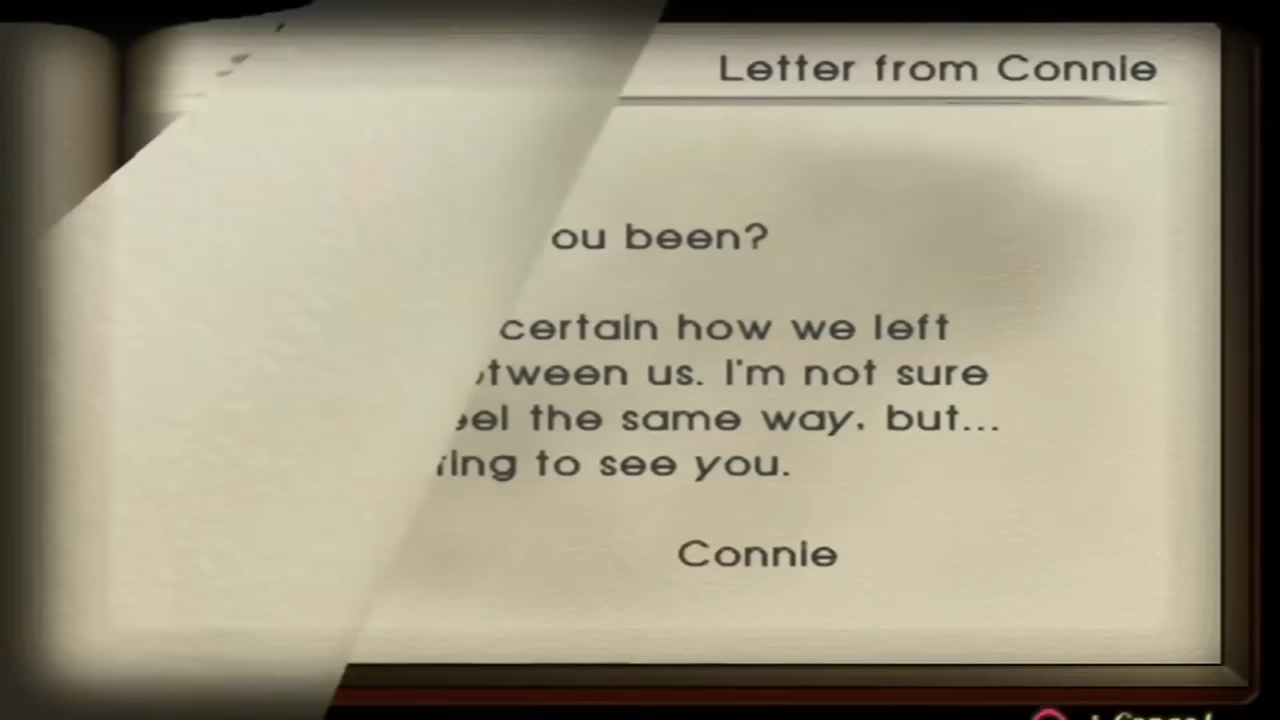 Letter from Connie
ou been?
certain how we left
tween us. I'm not sure
el the same way, but...
ring to see you.
Connie